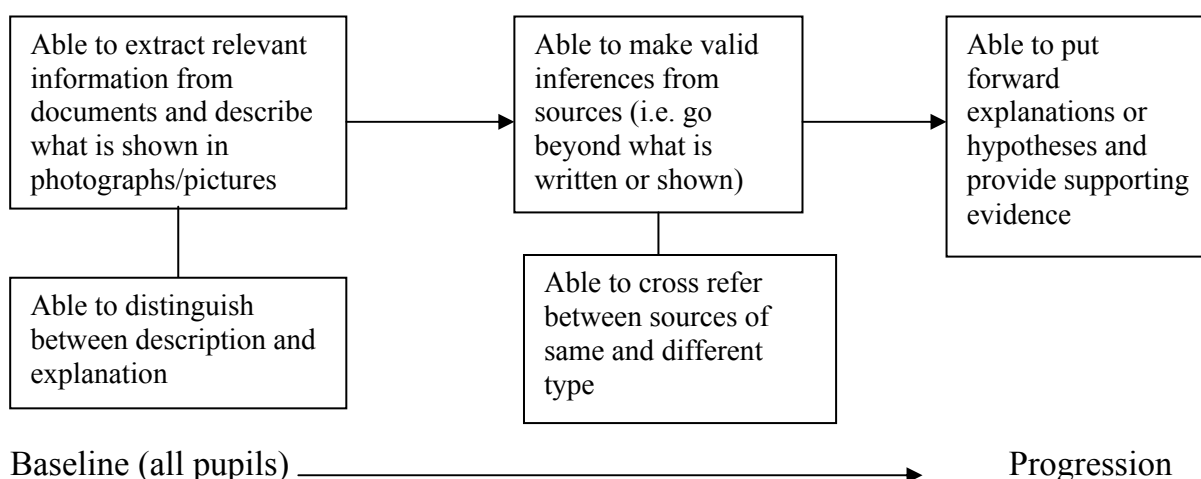 Able to extract relevant
information from
documents and describe
what is shown in
photographs/pictures
Able to distinguish
between description and
explanation
Able to make valid
inferences from
sources (i.e. go
beyond what is
written or shown)
Able to cross refer
between sources of
same and different
type
Able to put
forward
explanations or
hypotheses and
provide supporting
evidence
Baseline (all pupils)
Progression